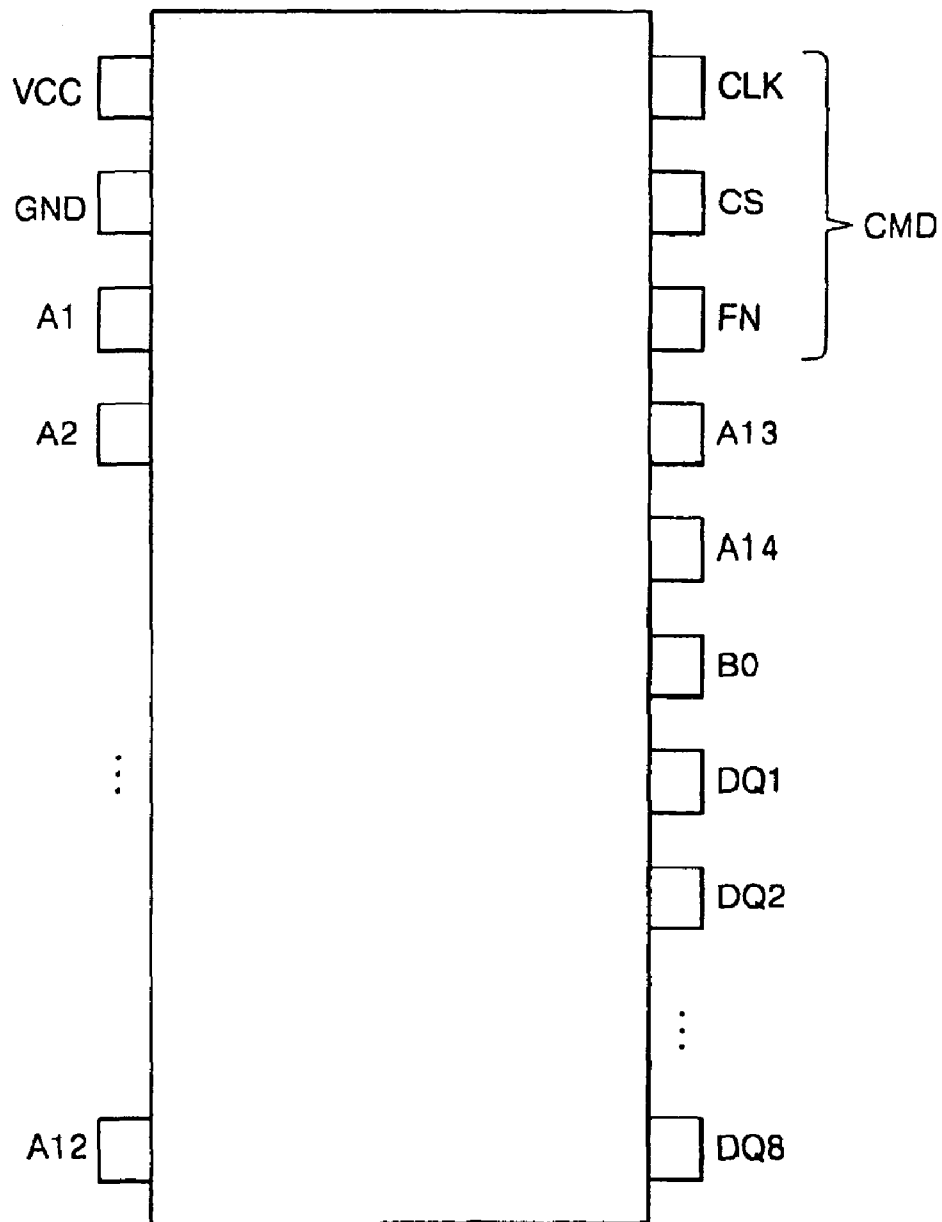 VCC
GND
A1
A2
⋮
A12
CLK
CS
FN
CMD
A13
A14
B0
DQ1
DQ2
⋮
DQ8